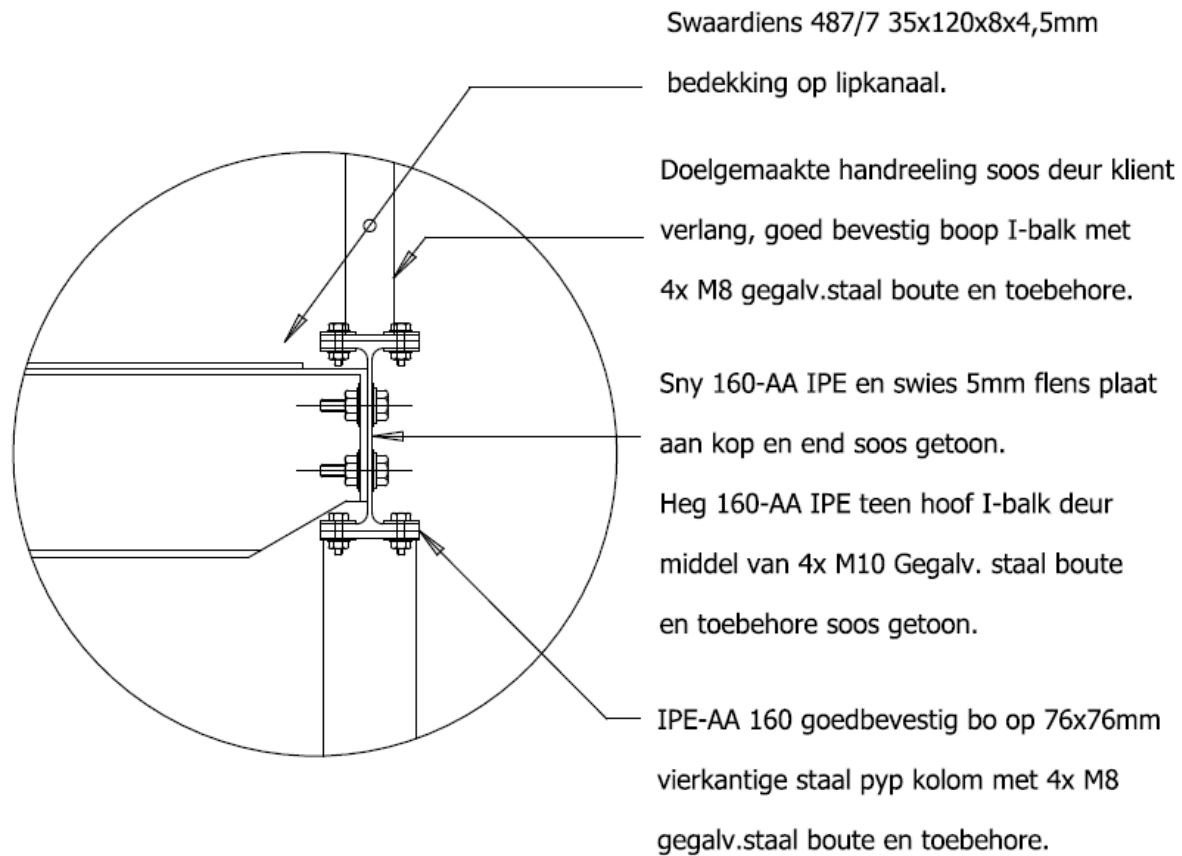 Swaardiens 487/7 35x120x8x4,5mm
bedekking op lipkanaal.
Doelgemaakte handreeling soos deur klient
verlang, goed bevestig boop I-balk met
4x M8 gegalv.staal boute en toebehore.
Sny 160-AA IPE en swies 5mm flens plaat
aan kop en end soos getoon.
Heg 160-AA IPE teen hoof I-balk deur
middel van 4x M10 Gegalv. staal boute
en toebehore soos getoon.
IPE-AA 160 goedbevestig bo op 76x76mm
vierkantige staal pyp kolom met 4x M8
gegalv.staal boute en toebehore.